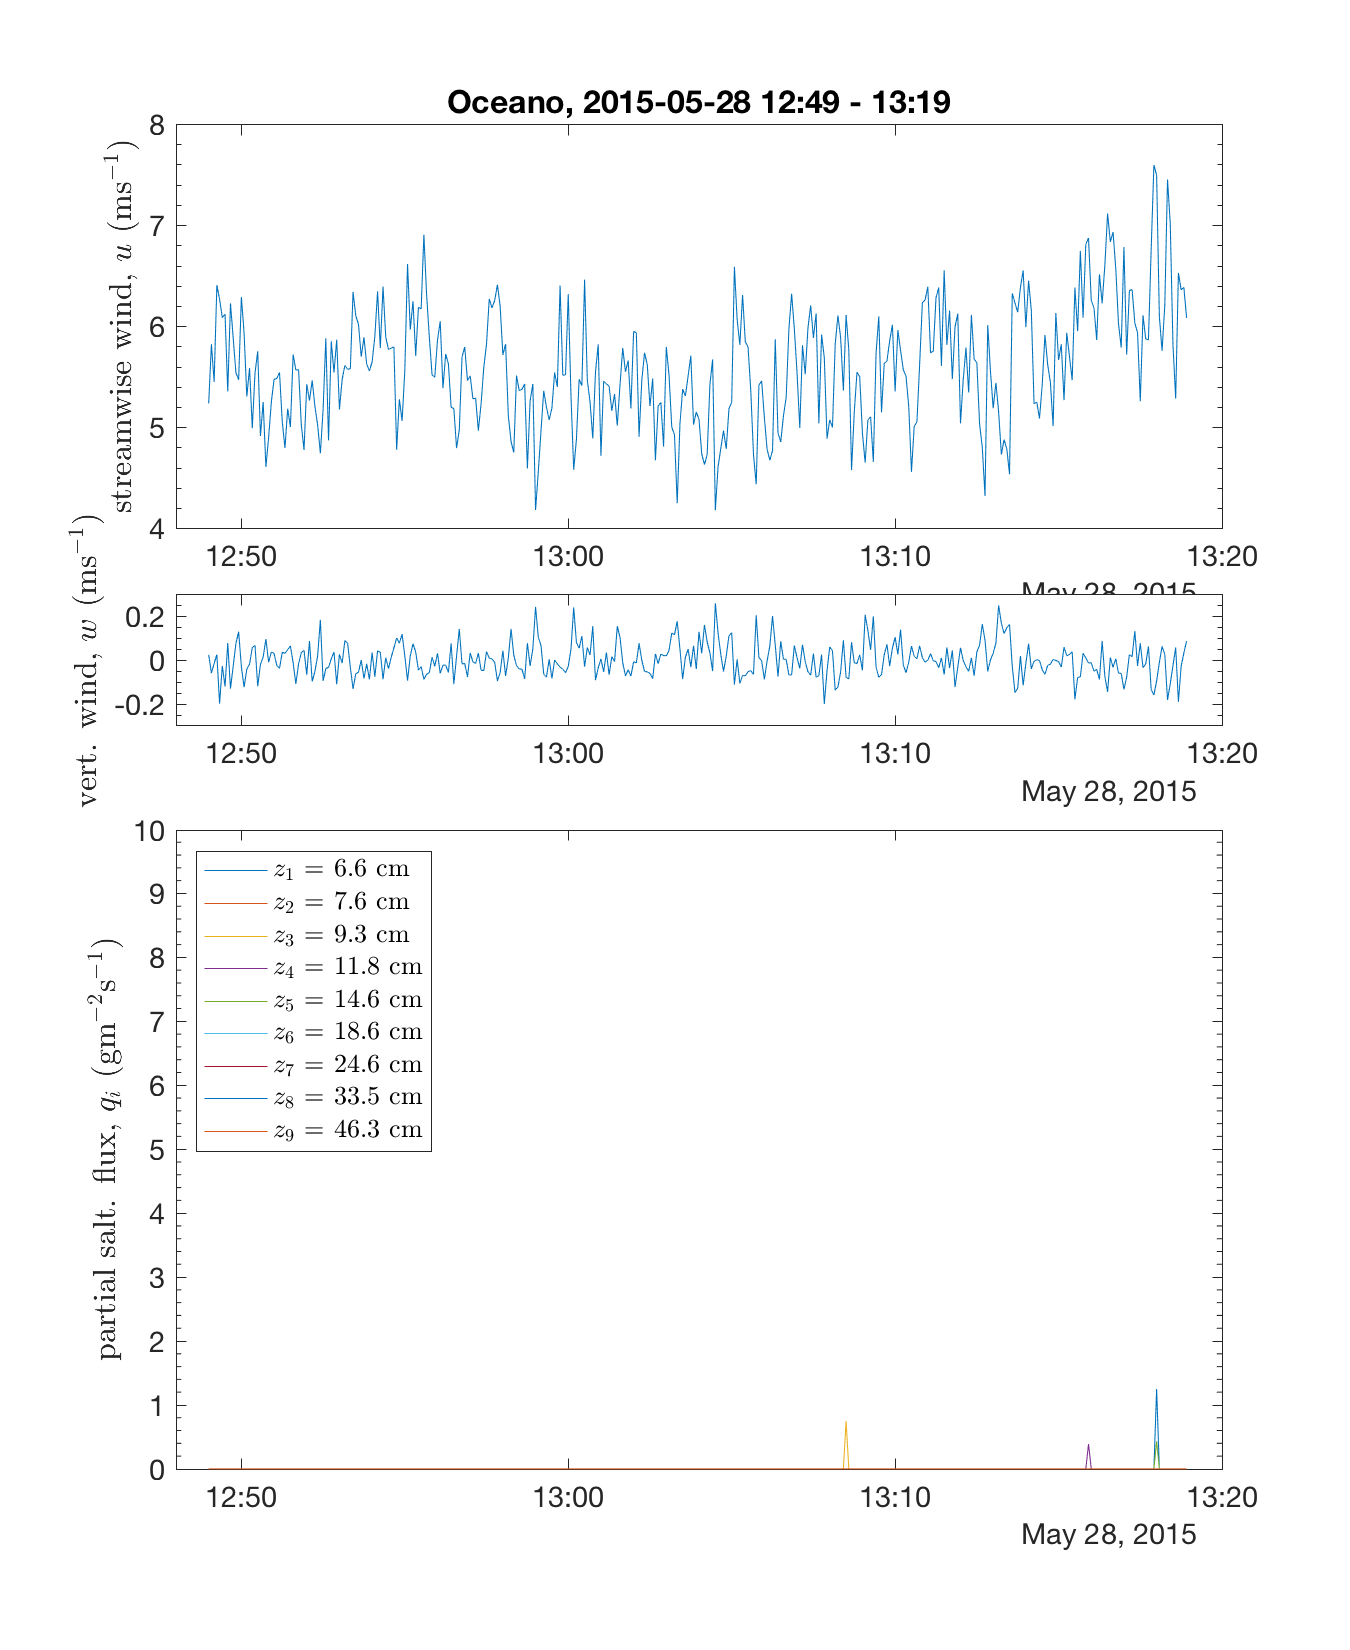 Oceano, 2015-05-28 12:49 - 13:19
streamwise wind, u (ms⁻¹)
8
7
6
5
4
12:50 13:00 13:10 13:20
May 28, 2015
vert. wind, w (ms⁻¹)
0.2
0
-0.2
12:50 13:00 13:10 13:20
May 28, 2015
partial salt. flux, qᵢ (gm⁻²s⁻¹)
10
9
8
7
6
5
4
3
2
1
0
z₁ = 6.6 cm
z₂ = 7.6 cm
z₃ = 9.3 cm
z₄ = 11.8 cm
z₅ = 14.6 cm
z₆ = 18.6 cm
z₇ = 24.6 cm
z₈ = 33.5 cm
z₉ = 46.3 cm
12:50 13:00 13:10 13:20
May 28, 2015